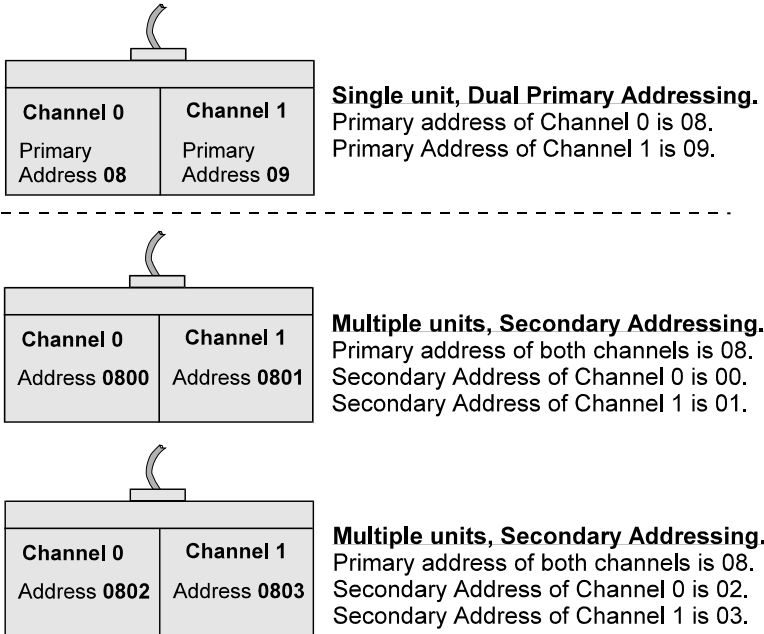 Channel 0
Channel 1
Primary
Address 08
Primary
Address 09
Single unit, Dual Primary Addressing.
Primary address of Channel 0 is 08.
Primary Address of Channel 1 is 09.
Channel 0
Channel 1
Address 0800
Address 0801
Multiple units, Secondary Addressing.
Primary address of both channels is 08.
Secondary Address of Channel 0 is 00.
Secondary Address of Channel 1 is 01.
Channel 0
Channel 1
Address 0802
Address 0803
Multiple units, Secondary Addressing.
Primary address of both channels is 08.
Secondary Address of Channel 0 is 02.
Secondary Address of Channel 1 is 03.